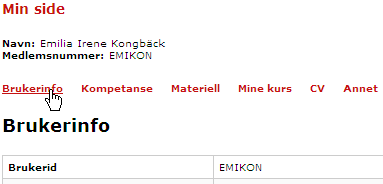 Min side
Navn: Emilia Irene Kongbäck
Medlemsnummer: EMIKON
Brukerinfo Kompetanse Materiell Mine kurs CV Annet
Brukerinfo
Brukerid EMIKON